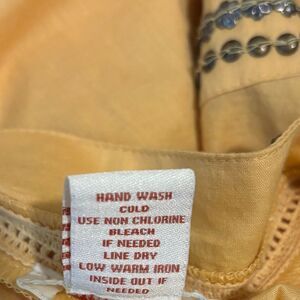 HAND WASH
COLD
USE NON CHLORINE
BLEACH
IF NEEDED
LINE DRY
LOW WARM IRON
INSIDE OUT IF
NEEDED